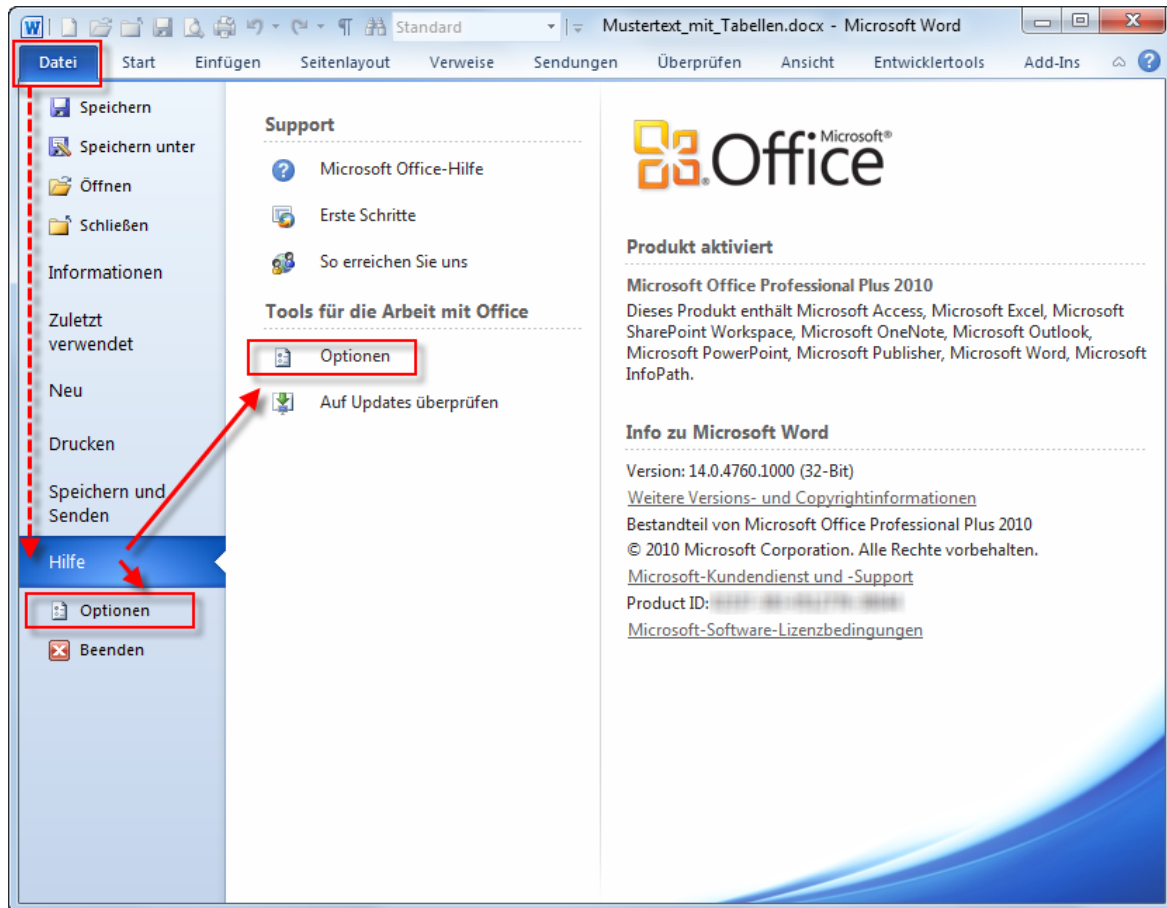 Standard
Mustertext_mit_Tabellen.docx - Microsoft Word
Datei Start Einfügen Seitenlayout Verweise Sendungen Überprüfen Ansicht Entwicklertools Add-Ins
Speichern
Speichern unter
Öffnen
Schließen
Informationen
Zuletzt
verwendet
Neu
Drucken
Speichern und
Senden
Hilfe
Optionen
Beenden
Support
Microsoft Office-Hilfe
Erste Schritte
So erreichen Sie uns
Tools für die Arbeit mit Office
Optionen
Auf Updates überprüfen
Microsoft®
Office
Produkt aktiviert
Microsoft Office Professional Plus 2010
Dieses Produkt enthält Microsoft Access, Microsoft Excel, Microsoft
SharePoint Workspace, Microsoft OneNote, Microsoft Outlook,
Microsoft PowerPoint, Microsoft Publisher, Microsoft Word, Microsoft
InfoPath.
Info zu Microsoft Word
Version: 14.0.4760.1000 (32-Bit)
Weitere Versions- und Copyrightinformationen
Bestandteil von Microsoft Office Professional Plus 2010
© 2010 Microsoft Corporation. Alle Rechte vorbehalten.
Microsoft-Kundendienst und -Support
Product ID:
Microsoft-Software-Lizenzbedingungen